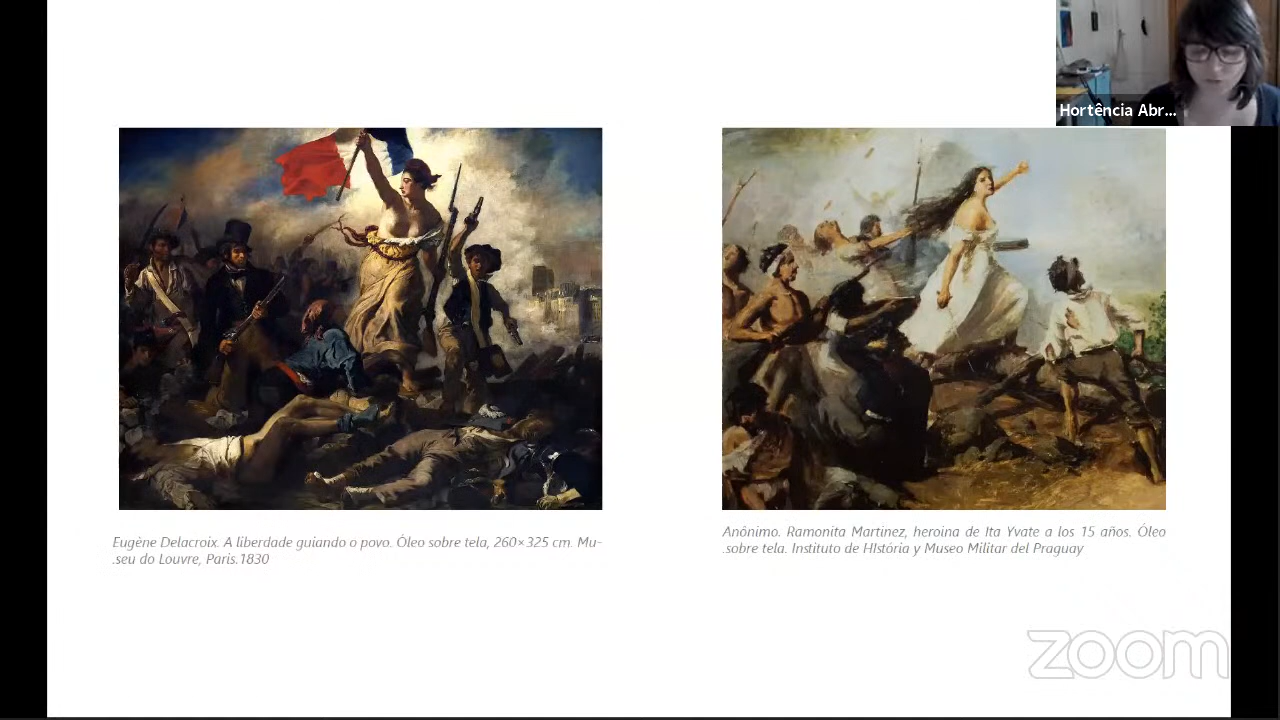 Hortência Abr...
Eugène Delacroix. A liberdade guiando o povo. Óleo sobre tela, 260×325 cm. Mu-
.seu do Louvre, Paris.1830
Anônimo. Ramonita Martinez, heroina de Ita Yvate a los 15 años. Óleo
.sobre tela. Instituto de HIstória y Museo Militar del Praguay
zoom